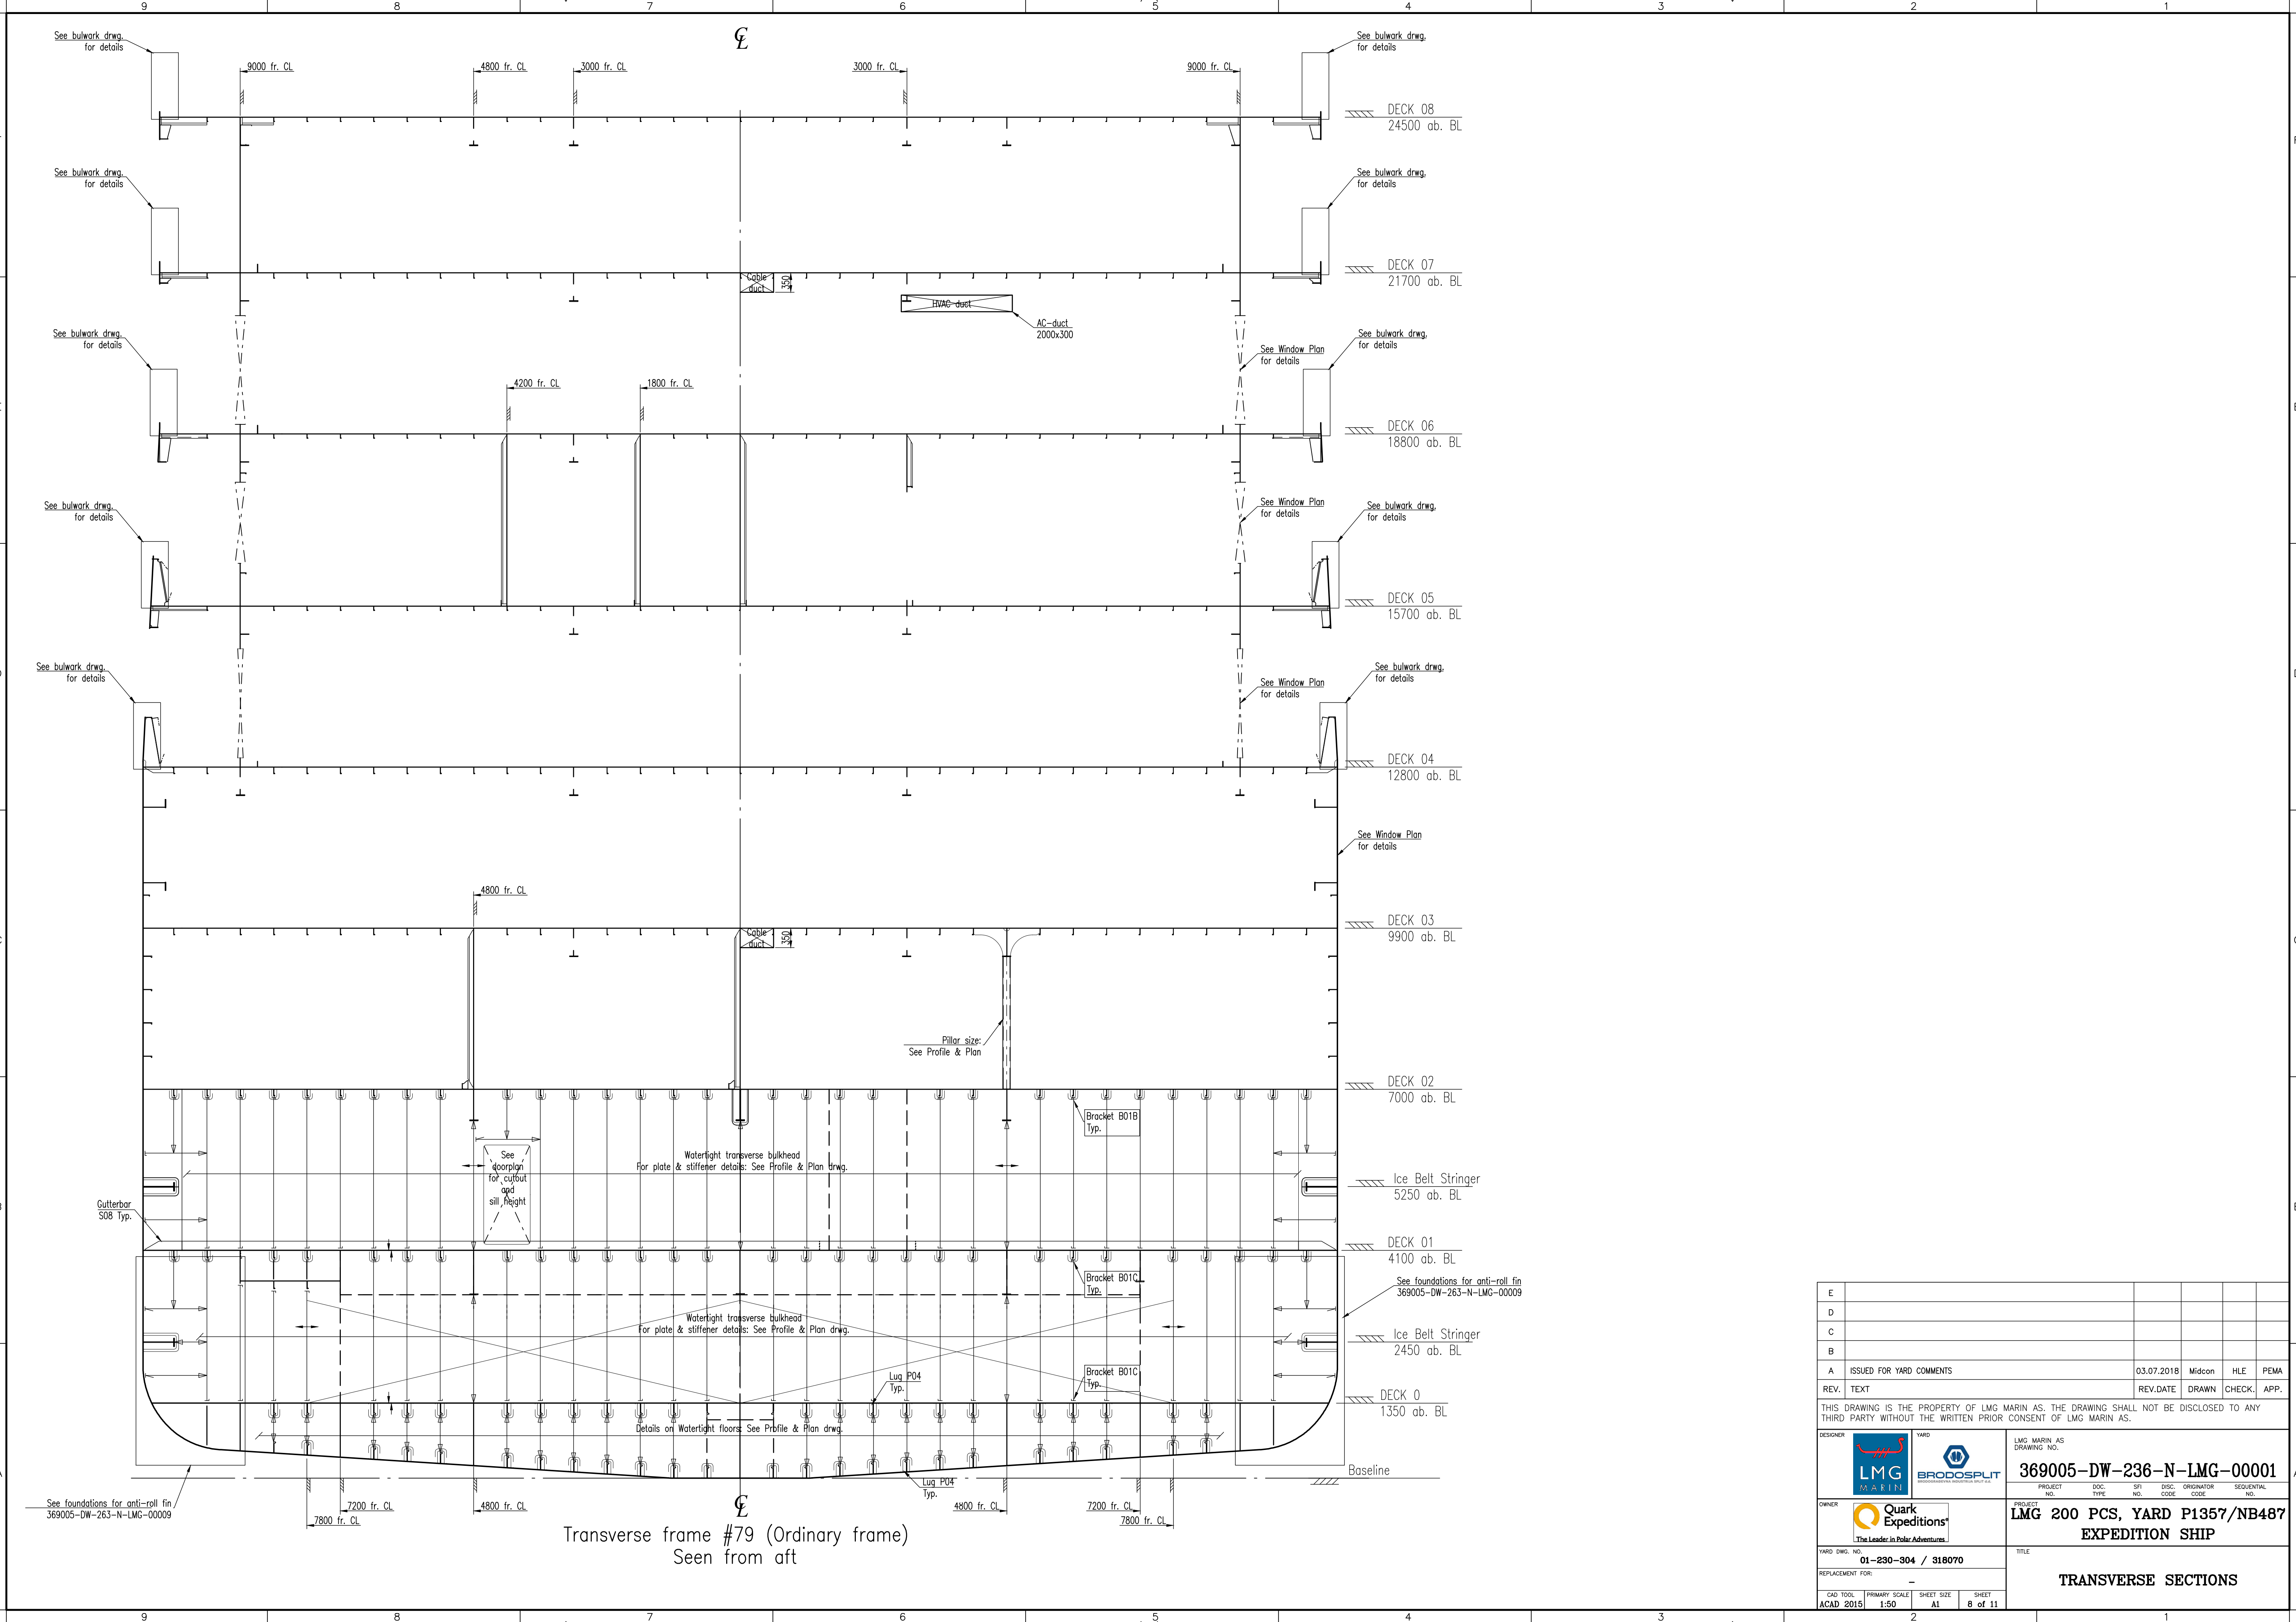 9 8 7 6 5 4 3 2 1
See bulwark drwg.
for details
See bulwark drwg.
for details
9000 fr. CL
4800 fr. CL
3000 fr. CL
3000 fr. CL
9000 fr. CL
DECK 08
24500 ab. BL
See bulwark drwg.
for details
See bulwark drwg.
for details
DECK 07
21700 ab. BL
Cable
duct
350
HVAC duct
AC-duct
2000x300
See bulwark drwg.
for details
See Window Plan
for details
See bulwark drwg.
for details
4200 fr. CL
1800 fr. CL
DECK 06
18800 ab. BL
See bulwark drwg.
for details
See Window Plan
for details
See bulwark drwg.
for details
DECK 05
15700 ab. BL
See bulwark drwg.
for details
See Window Plan
for details
See bulwark drwg.
for details
DECK 04
12800 ab. BL
See Window Plan
for details
4800 fr. CL
DECK 03
9900 ab. BL
Cable
duct
350
Pillar size:
See Profile & Plan
DECK 02
7000 ab. BL
Bracket B01B
Typ.
See
doorplan
for cutout
and
sill height
Watertight transverse bulkhead
For plate & stiffener details: See Profile & Plan drwg.
Ice Belt Stringer
5250 ab. BL
Gutterbar
S08 Typ.
DECK 01
4100 ab. BL
Bracket B01C
Typ.
See foundations for anti-roll fin
369005-DW-263-N-LMG-00009
Watertight transverse bulkhead
For plate & stiffener details: See Profile & Plan drwg.
Ice Belt Stringer
2450 ab. BL
Lug P04
Typ.
Bracket B01C
Typ.
DECK 0
1350 ab. BL
Details on Watertight floors: See Profile & Plan drwg.
Baseline
Lug P04
Typ.
See foundations for anti-roll fin
369005-DW-263-N-LMG-00009
7200 fr. CL
4800 fr. CL
4800 fr. CL
7200 fr. CL
7800 fr. CL
7800 fr. CL
Transverse frame #79 (Ordinary frame)
Seen from aft
E
D
C
B
A ISSUED FOR YARD COMMENTS 03.07.2018 Midcon HLE PEMA
REV. TEXT REV.DATE DRAWN CHECK. APP.
THIS DRAWING IS THE PROPERTY OF LMG MARIN AS. THE DRAWING SHALL NOT BE DISCLOSED TO ANY
THIRD PARTY WITHOUT THE WRITTEN PRIOR CONSENT OF LMG MARIN AS.
DESIGNER
LMG
MARIN
YARD
BRODOSPLIT
LMG MARIN AS
DRAWING NO.
369005-DW-236-N-LMG-00001
PROJECT NO. DOC. TYPE SFI NO. DISC. CODE ORIGINATOR CODE SEQUENTIAL NO.
OWNER
Quark
Expeditions®
The Leader in Polar Adventures
PROJECT
LMG 200 PCS, YARD P1357/NB487
EXPEDITION SHIP
YARD DWG. NO.
01-230-304 / 318070
REPLACEMENT FOR:
-
TITLE
TRANSVERSE SECTIONS
CAD TOOL PRIMARY SCALE SHEET SIZE SHEET
ACAD 2015 1:50 A1 8 of 11
9 8 7 6 5 4 3 2 1